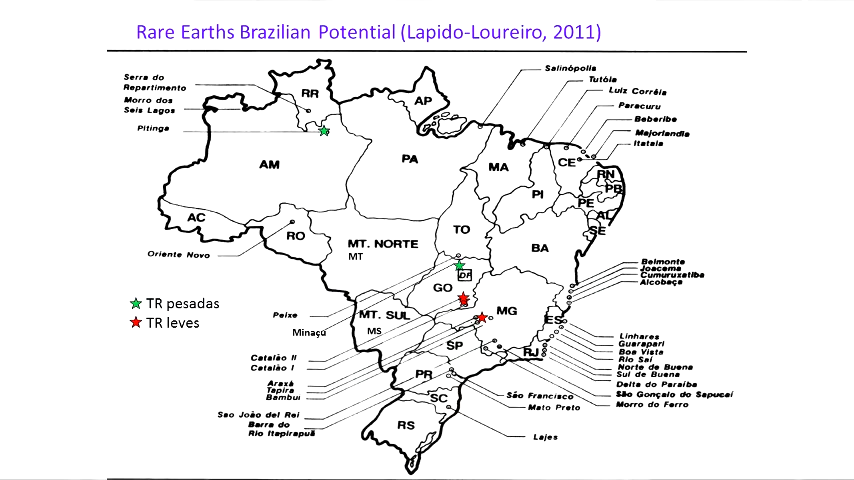 Rare Earths Brazilian Potential (Lapido-Loureiro, 2011)
Serra do
Repartimento
Morro dos
Seis Lagos
Pitinga
Salinópolis
Tutóia
Luiz Corrêia
Paracuru
Beberibe
Majorlandia
Itataia
RR
AP
AM
PA
MA
CE
RN
PB
PI
PE
AL
SE
AC
RO
TO
BA
MT. NORTE
MT
DF
GO
MT. SUL
MS
MG
ES
SP
RJ
PR
SC
RS
Oriente Novo
TR pesadas
TR leves
Peixe
Minaçu
Catalão II
Catalão I
Araxá
Tapira
Bambui
Sao João del Rei
Barra do
Rio Itapirapuã
Belmonte
Joacema
Cumuruxatiba
Alcobaça
Linhares
Guarapari
Boa Vista
Rio Saí
Norte de Buena
Sul de Buena
Delta do Paraiba
São Gonçalo do Sapucaí
Morro do Ferro
São Francisco
Mato Preto
Lajes